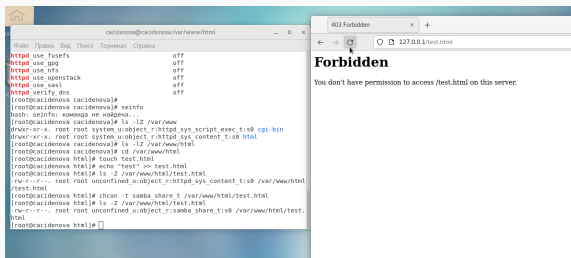 cacidenova@cacidenova:/var/www/html
Файл Правка Вид Поиск Терминал Справка
httpd_use_fusefs off
httpd_use_gpg off
httpd_use_nfs off
httpd_use_openstack off
httpd_use_sasl off
httpd_verify_dns off
[root@cacidenova cacidenova]#
[root@cacidenova cacidenova]# seinfo
bash: seinfo: команда не найдена...
[root@cacidenova cacidenova]# ls -lZ /var/www
drwxr-xr-x. root root system_u:object_r:httpd_sys_script_exec_t:s0 cgi-bin
drwxr-xr-x. root root system_u:object_r:httpd_sys_content_t:s0 html
[root@cacidenova cacidenova]# ls -lZ /var/www/html
[root@cacidenova cacidenova]# cd /var/www/html
[root@cacidenova html]# touch test.html
[root@cacidenova html]# echo "test" >> test.html
[root@cacidenova html]# ls -Z /var/www/html/test.html
-rw-r--r--. root root unconfined_u:object_r:httpd_sys_content_t:s0 /var/www/html
/test.html
[root@cacidenova html]# chcon -t samba_share_t /var/www/html/test.html
[root@cacidenova html]# ls -Z /var/www/html/test.html
-rw-r--r--. root root unconfined_u:object_r:samba_share_t:s0 /var/www/html/test.
html
[root@cacidenova html]#
403 Forbidden
127.0.0.1/test.html
Forbidden
You don't have permission to access /test.html on this server.